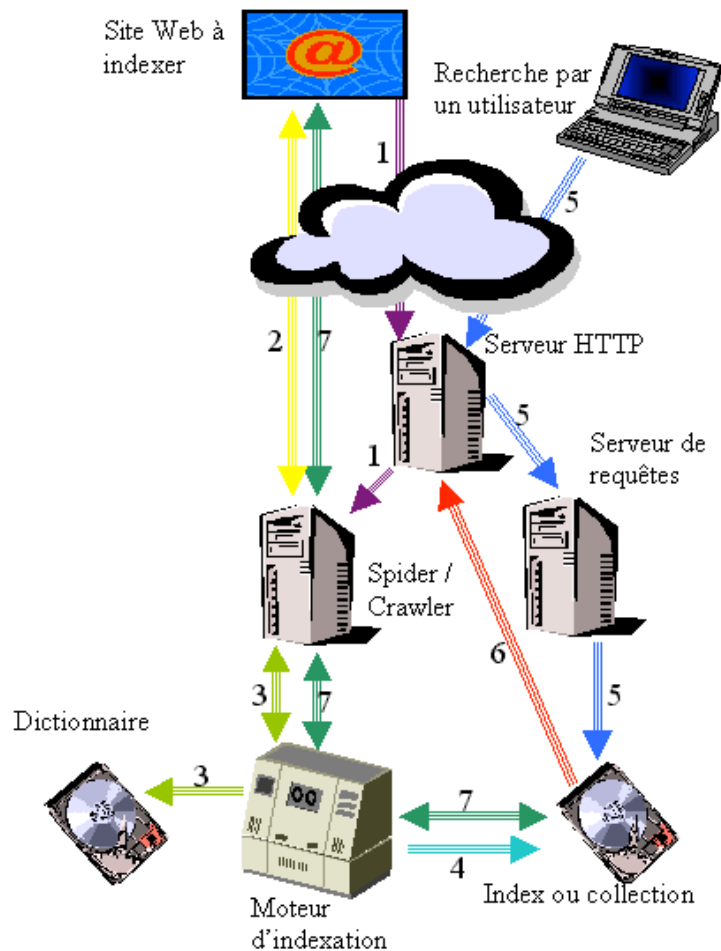 Site Web à
indexer
@
Recherche par
un utilisateur
1
5
2
7
Serveur HTTP
5
Serveur de
requêtes
1
Spider /
Crawler
6
3
7
5
Dictionnaire
3
7
4
Index ou collection
Moteur
d'indexation